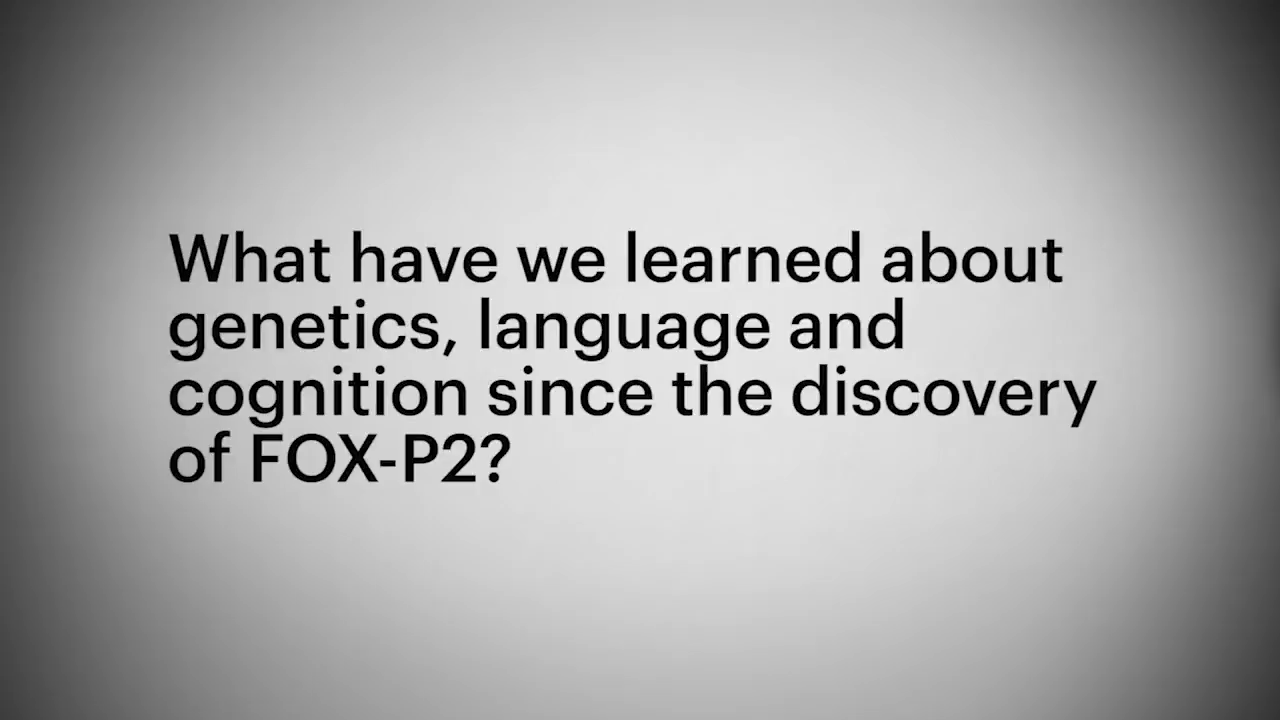 What have we learned about
genetics, language and
cognition since the discovery
of FOX-P2?